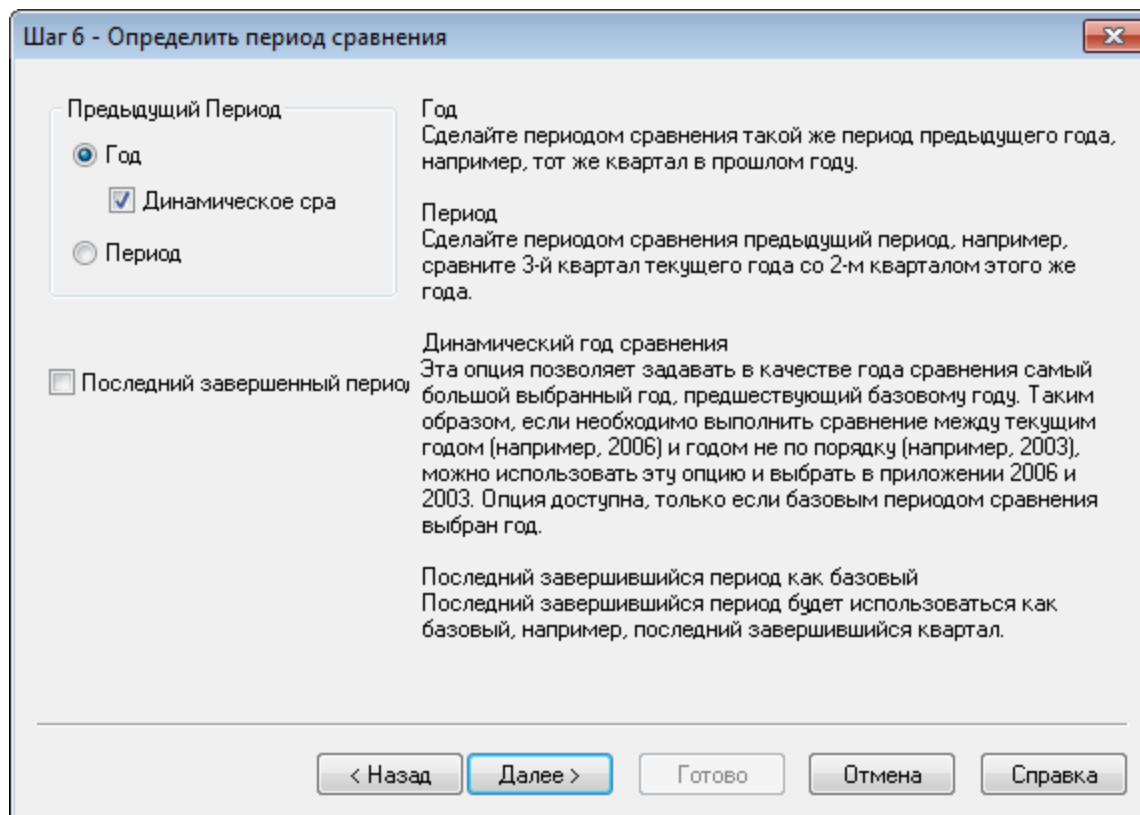 Шаг 6 - Определить период сравнения
Предыдущий Период
Год
Динамическое сра
Период
Последний завершенный период
Год
Сделайте периодом сравнения такой же период предыдущего года,
например, тот же квартал в прошлом году.
Период
Сделайте периодом сравнения предыдущий период, например,
сравните 3-й квартал текущего года со 2-м кварталом этого же
года.
Динамический год сравнения
Эта опция позволяет задавать в качестве года сравнения самый
большой выбранный год, предшествующий базовому году. Таким
образом, если необходимо выполнить сравнение между текущим
годом (например, 2006) и годом не по порядку (например, 2003),
можно использовать эту опцию и выбрать в приложении 2006 и
2003. Опция доступна, только если базовым периодом сравнения
выбран год.
Последний завершившийся период как базовый
Последний завершившийся период будет использоваться как
базовый, например, последний завершившийся квартал.
< Назад
Далее >
Готово
Отмена
Справка